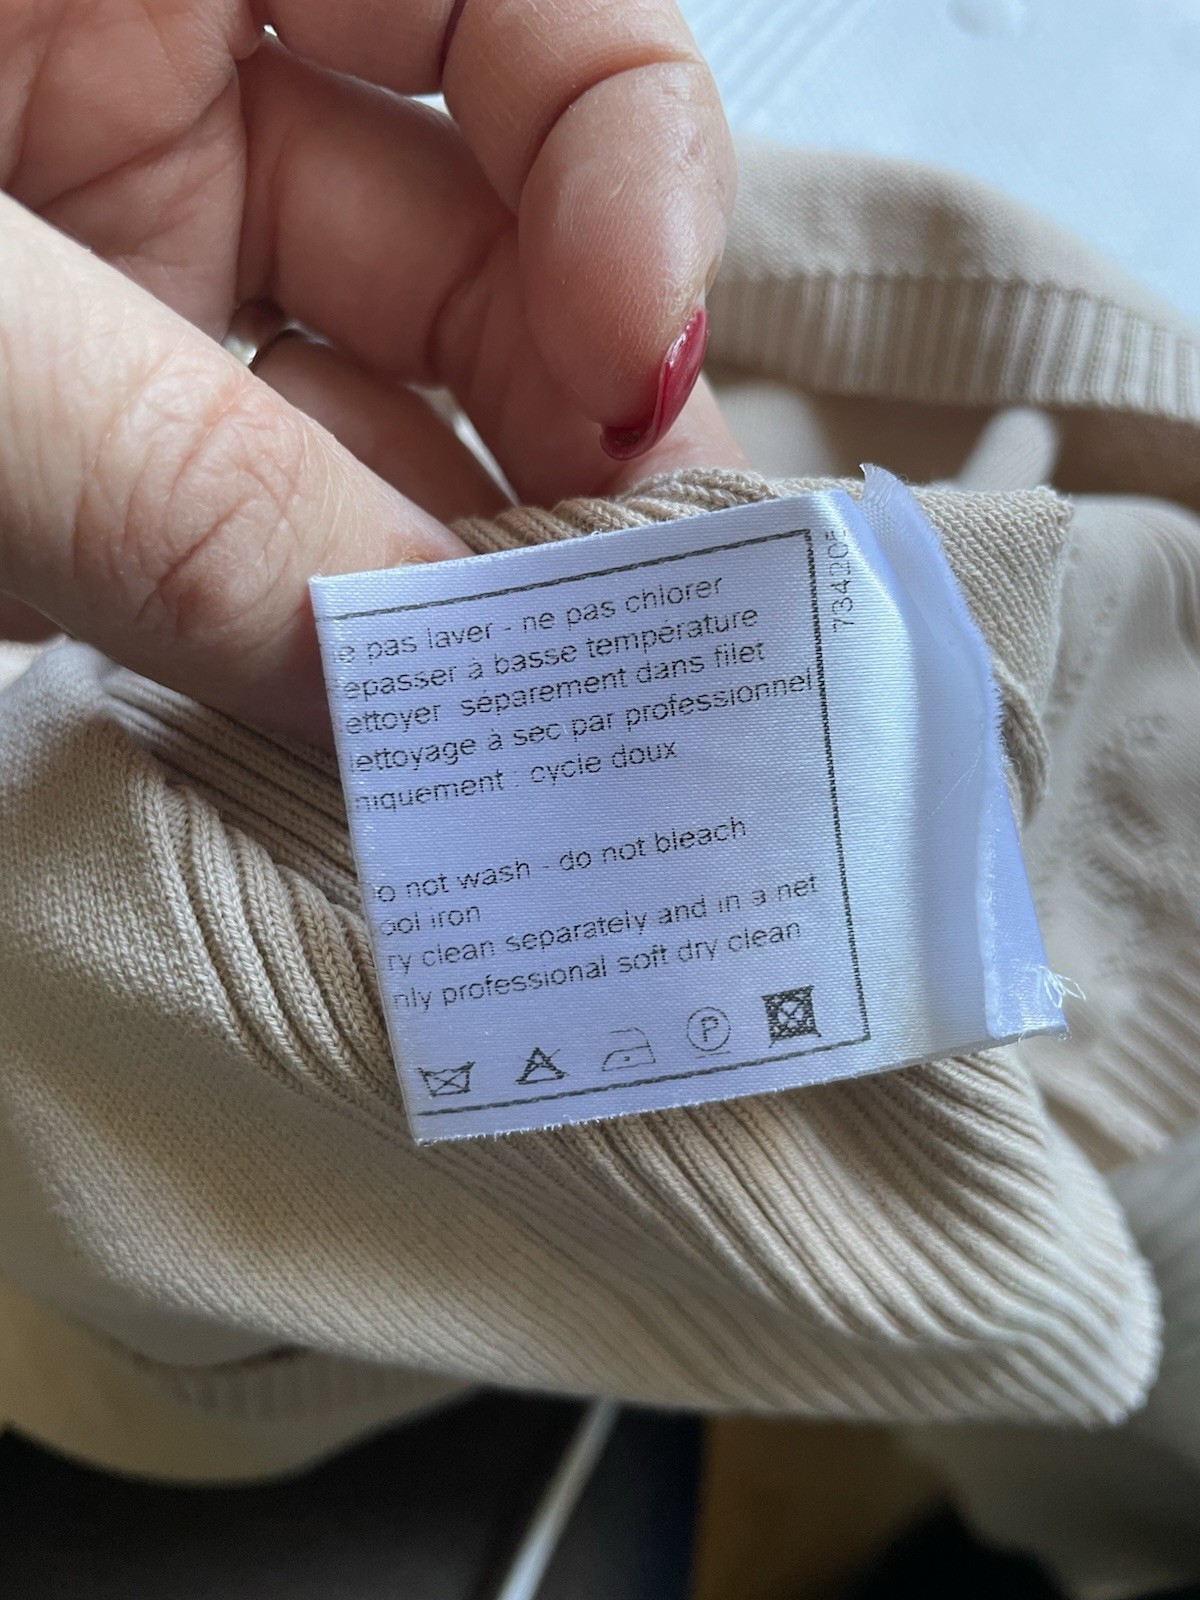 e pas laver - ne pas chlorer
epasser à basse température
ettoyer séparement dans filet
ettoyage à sec par professionnel
niquement : cycle doux
o not wash - do not bleach
ool iron
ry clean separately and in a net
nly professional soft dry clean
P
734205